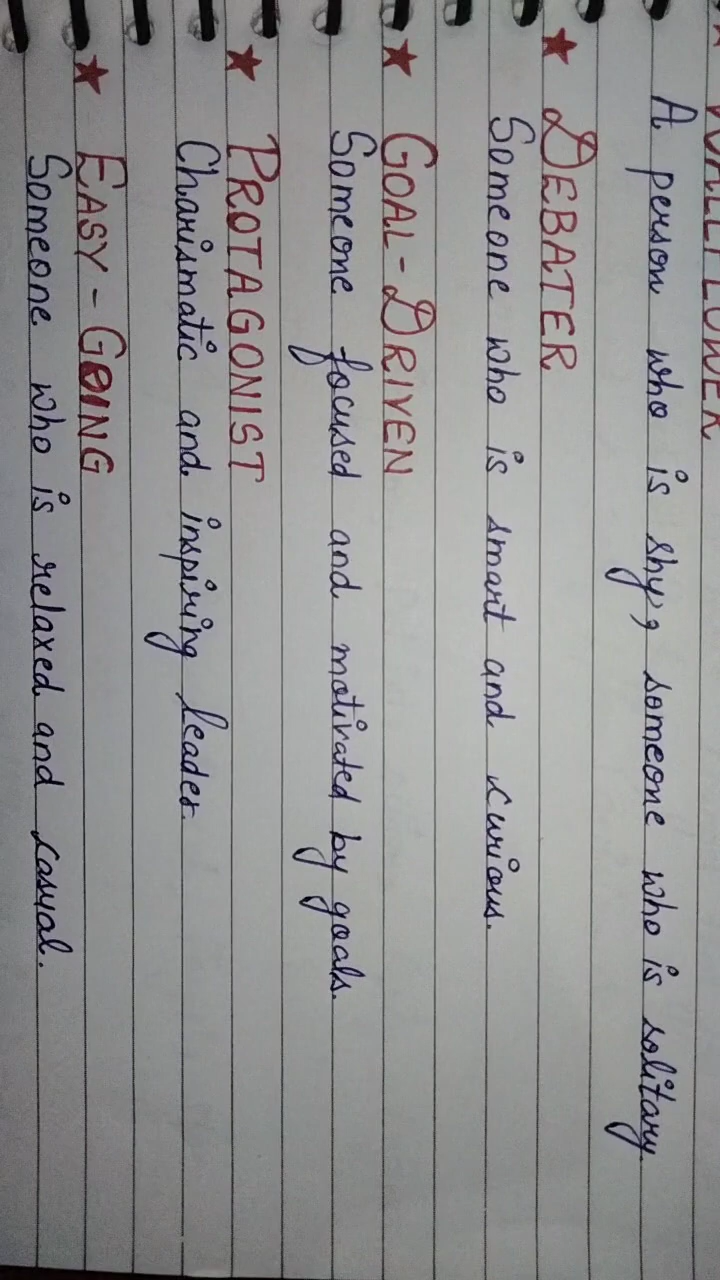 ★ WALLFLOWER
A person who is shy, someone who is solitary
★ DEBATER
Someone who is smart and curious.
★ GOAL-DRIVEN
Someone focused and motivated by goals.
★ PROTAGONIST
Charismatic and inspiring leader.
★ EASY-GOING
Someone who is relaxed and casual.